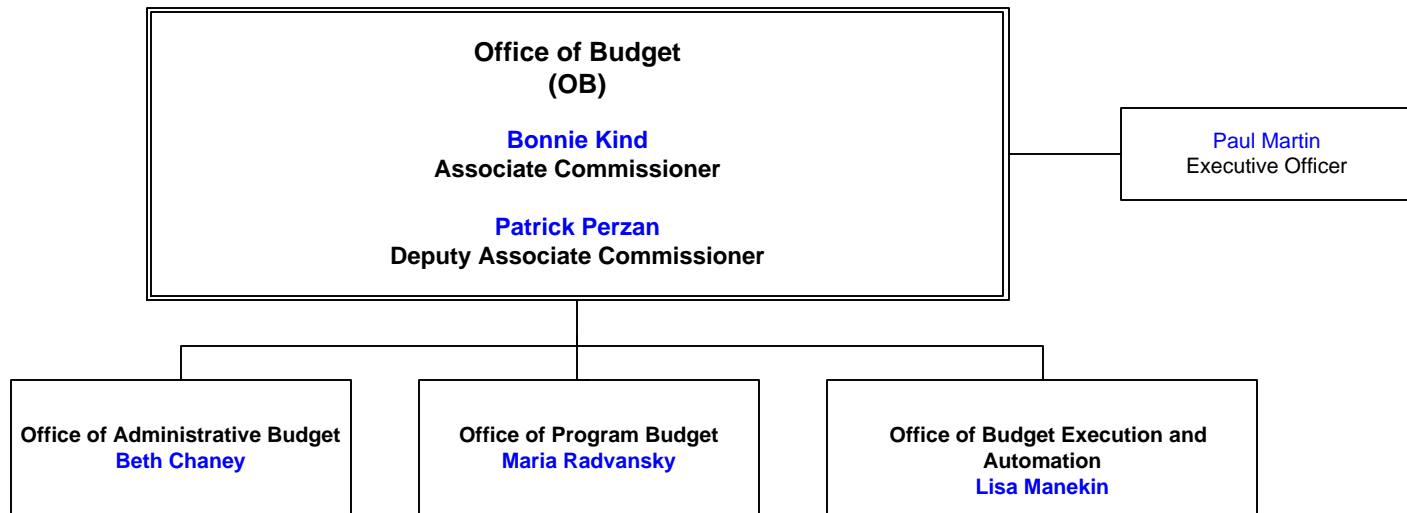 Office of Budget
(OB)
Bonnie Kind
Associate Commissioner
Patrick Perzan
Deputy Associate Commissioner
Paul Martin
Executive Officer
Office of Administrative Budget
Beth Chaney
Office of Program Budget
Maria Radvansky
Office of Budget Execution and
Automation
Lisa Manekin